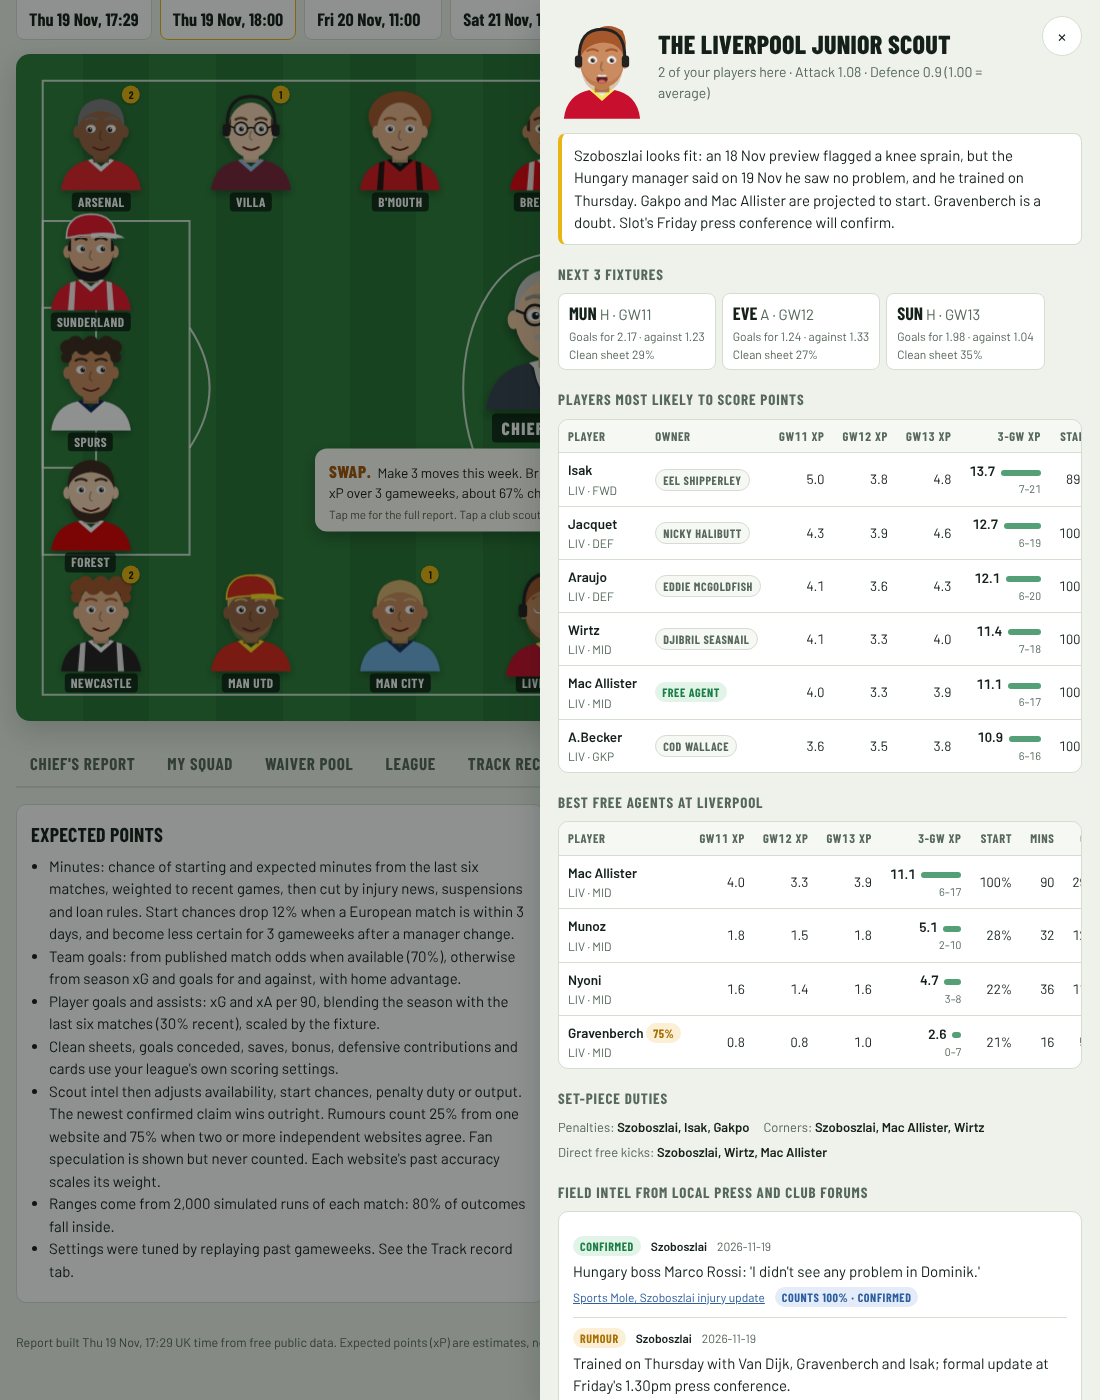 Thu 19 Nov, 17:29
Thu 19 Nov, 18:00
Fri 20 Nov, 11:00
Sat 21 Nov,
2
1
ARSENAL
VILLA
B'MOUTH
SUNDERLAND
SPURS
FOREST
SWAP. Make 3 moves this week.
xP over 3 gameweeks, about 67%
Tap me for the full report. Tap a club scout
2
1
NEWCASTLE
MAN UTD
MAN CITY
CHIEF'S REPORT
MY SQUAD
WAIVER POOL
LEAGUE
TRACK
EXPECTED POINTS
• Minutes: chance of starting and expected minutes from the last six
matches, weighted to recent games, then cut by injury news, suspensions
and loan rules. Start chances drop 12% when a European match is within 3
days, and become less certain for 3 gameweeks after a manager change.
• Team goals: from published match odds when available (70%), otherwise
from season xG and goals for and against, with home advantage.
• Player goals and assists: xG and xA per 90, blending the season with the
last six matches (30% recent), scaled by the fixture.
• Clean sheets, goals conceded, saves, bonus, defensive contributions and
cards use your league's own scoring settings.
• Scout intel then adjusts availability, start chances, penalty duty or output.
The newest confirmed claim wins outright. Rumours count 25% from one
website and 75% when two or more independent websites agree. Fan
speculation is shown but never counted. Each website's past accuracy
scales its weight.
• Ranges come from 2,000 simulated runs of each match: 80% of outcomes
fall inside.
• Settings were tuned by replaying past gameweeks. See the Track record
tab.
Report built Thu 19 Nov, 17:29 UK time from free public data. Expected points (xP) are estimates,
THE LIVERPOOL JUNIOR SCOUT
×
2 of your players here · Attack 1.08 · Defence 0.9 (1.00 =
average)
Szoboszlai looks fit: an 18 Nov preview flagged a knee sprain, but the
Hungary manager said on 19 Nov he saw no problem, and he trained on
Thursday. Gakpo and Mac Allister are projected to start. Gravenberch is a
doubt. Slot's Friday press conference will confirm.
NEXT 3 FIXTURES
MUN H · GW11
Goals for 2.17 · against 1.23
Clean sheet 29%
EVE A · GW12
Goals for 1.24 · against 1.33
Clean sheet 27%
SUN H · GW13
Goals for 1.98 · against 1.04
Clean sheet 35%
PLAYERS MOST LIKELY TO SCORE POINTS
PLAYER OWNER GW11 XP GW12 XP GW13 XP 3-GW XP
Isak EEL SHIPPERLEY 5.0 3.8 4.8 13.7 89
LIV · FWD 7–21
Jacquet NICKY HALIBUTT 4.3 3.9 4.6 12.7 100
LIV · DEF 6–19
Araujo EDDIE MCGOLDFISH 4.1 3.6 4.3 12.1 100
LIV · DEF 6–20
Wirtz DJIBRIL SEASNAIL 4.1 3.3 4.0 11.4 100
LIV · MID 7–18
Mac Allister FREE AGENT 4.0 3.3 3.9 11.1 100
LIV · MID 6–17
A.Becker COD WALLACE 3.6 3.5 3.8 10.9 100
LIV · GKP 6–16
BEST FREE AGENTS AT LIVERPOOL
PLAYER GW11 XP GW12 XP GW13 XP 3-GW XP START MINS
Mac Allister 4.0 3.3 3.9 11.1 100% 90
LIV · MID 6–17
Munoz 1.8 1.5 1.8 5.1 28% 32
LIV · MID 2–10
Nyoni 1.6 1.4 1.6 4.7 22% 36
LIV · MID 3–8
Gravenberch 75% 0.8 0.8 1.0 2.6 21% 16
LIV · MID 0–7
SET-PIECE DUTIES
Penalties: Szoboszlai, Isak, Gakpo Corners: Szoboszlai, Mac Allister, Wirtz
Direct free kicks: Szoboszlai, Wirtz, Mac Allister
FIELD INTEL FROM LOCAL PRESS AND CLUB FORUMS
CONFIRMED Szoboszlai 2026-11-19
Hungary boss Marco Rossi: 'I didn't see any problem in Dominik.'
Sports Mole, Szoboszlai injury update COUNTS 100% · CONFIRMED
RUMOUR Szoboszlai 2026-11-19
Trained on Thursday with Van Dijk, Gravenberch and Isak; formal update at
Friday's 1.30pm press conference.